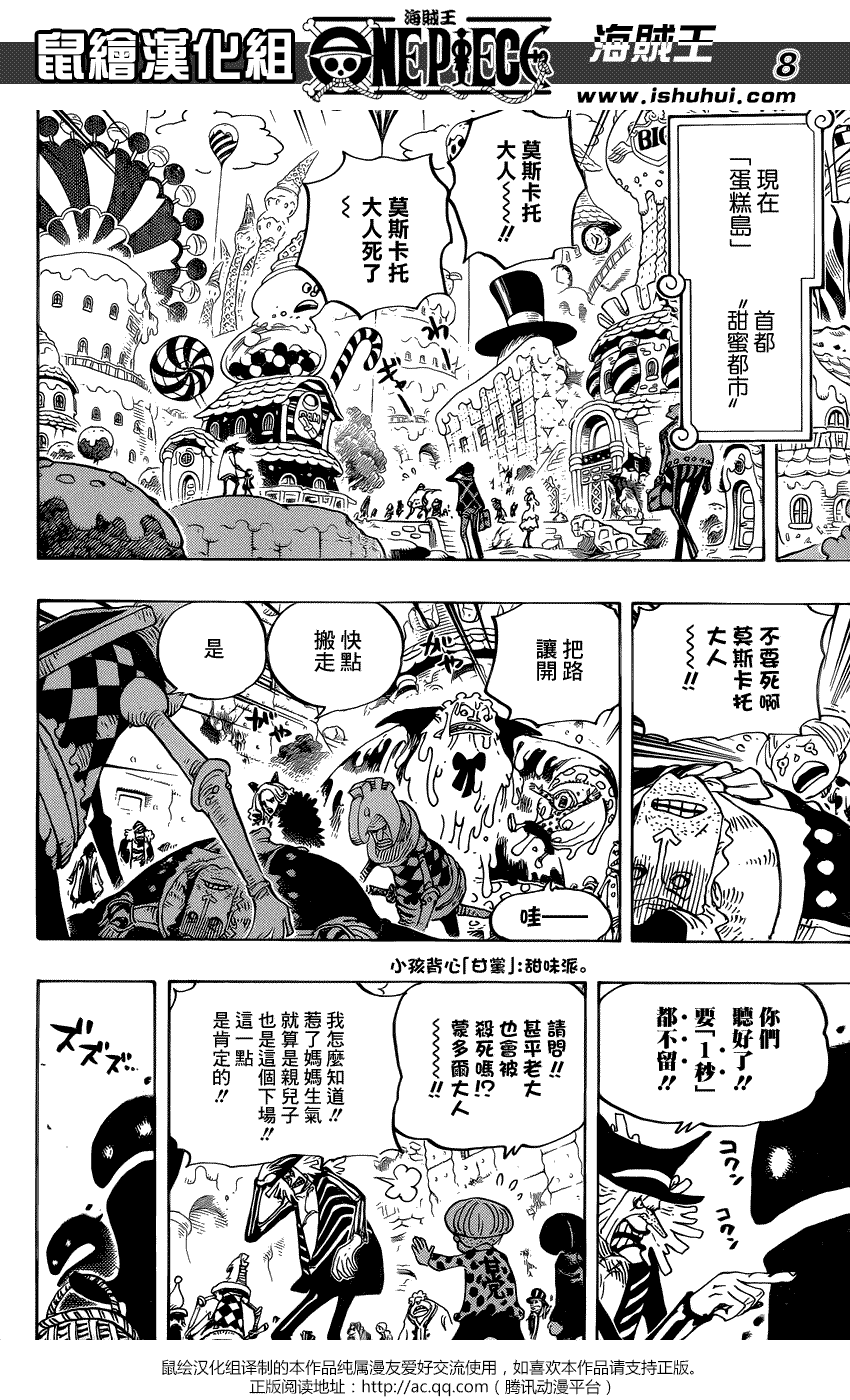 鼠繪漢化組
海賊王
ONE PIECE
海賊王
8
www.ishuhui.com
現在
「蛋糕島」
首都
〝甜蜜都市〞
BIG
莫斯卡托
大人～～～!!
莫斯卡托
大人死了
～～
ぎゃー
わー
不要死啊
莫斯卡托
大人
～～～～!!
把路
讓開
快點
搬走
是
哇——
小孩背心「甘黨」:甜味派。
你們
聽好了!!
要「1秒」
都不留!!
コクン
コクン
請問!!
甚平老大
也會被
殺死嗎!?
蒙多爾大人
～～～～!!
甘党
我怎麼知道!!
惹了媽媽生氣
就算是親兒子
也是這個下場!!
這一點
是肯定的!!
ズズズ…
鼠绘汉化组译制的本作品纯属漫友爱好交流使用，如喜欢本作品请支持正版。
正版阅读地址：http://ac.qq.com（腾讯动漫平台）